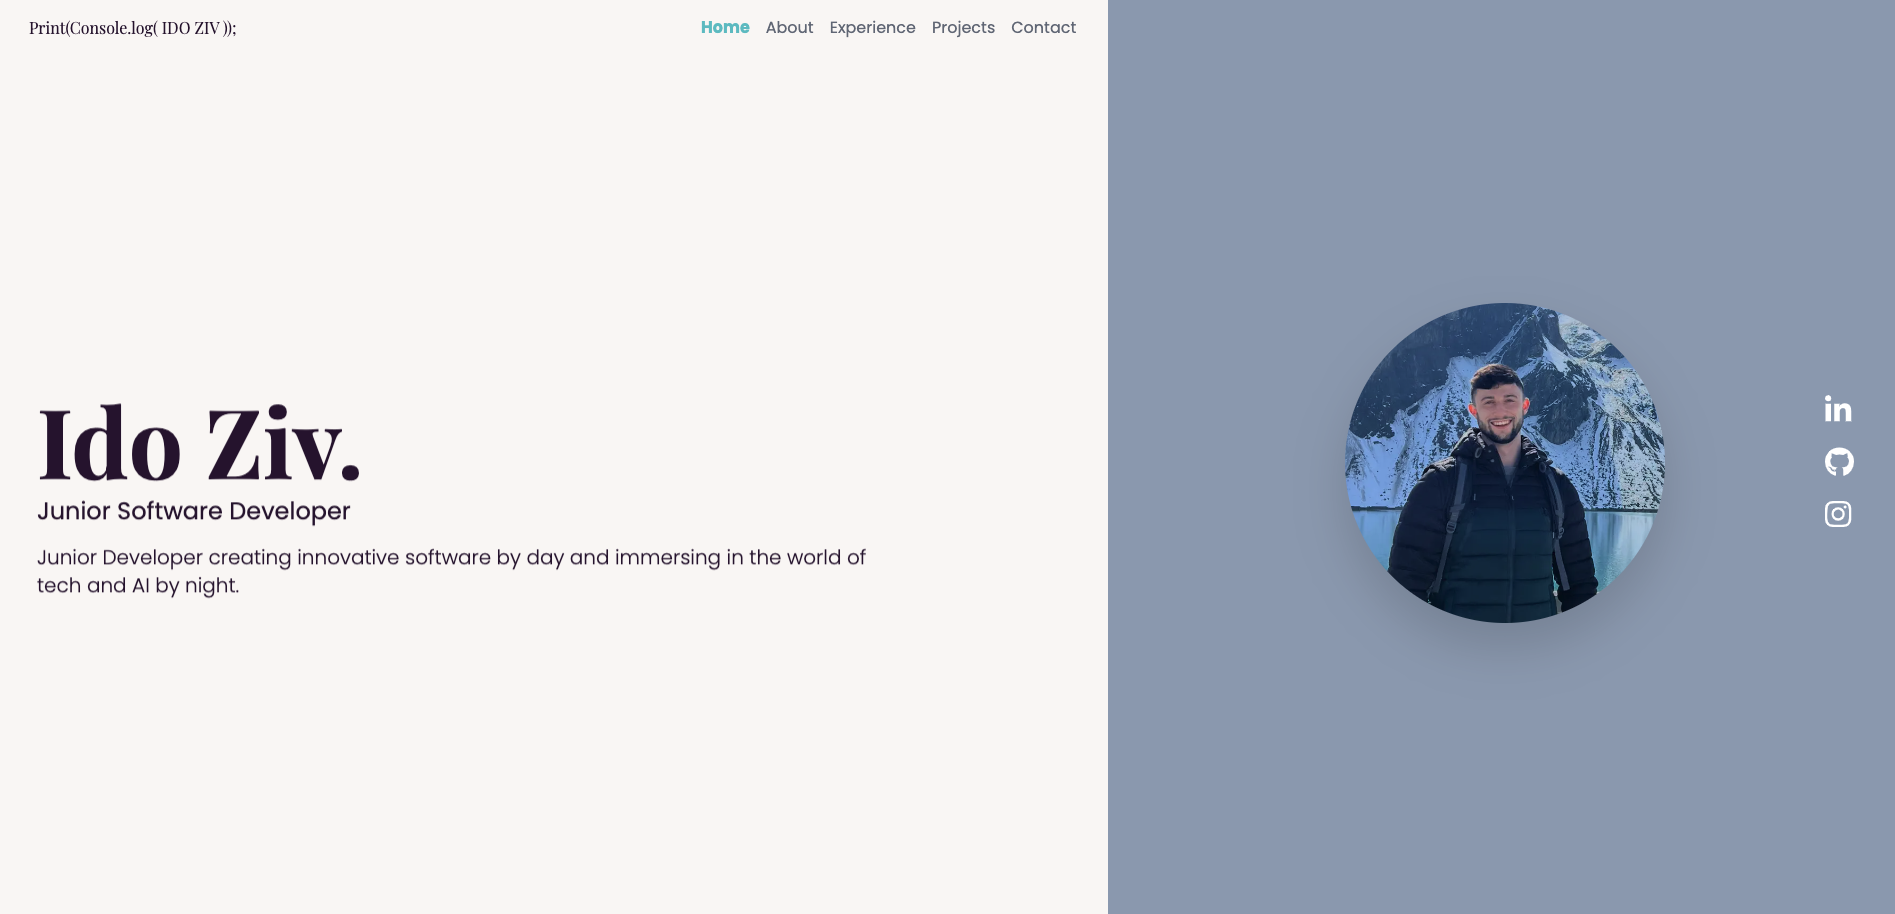 Print(Console.log( IDO ZIV ));
Home About Experience Projects Contact
Ido Ziv.
Junior Software Developer
Junior Developer creating innovative software by day and immersing in the world of
tech and AI by night.
in